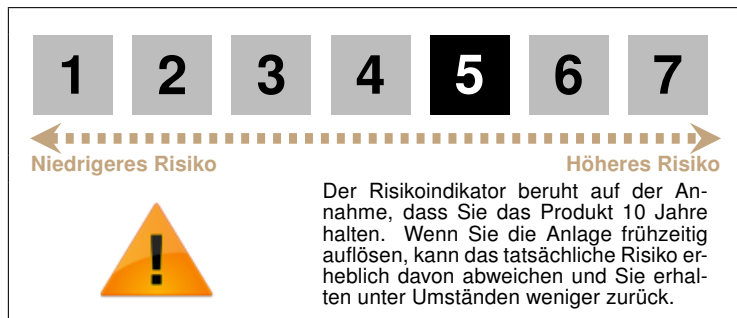 1 2 3 4 5 6 7
Niedrigeres Risiko Höheres Risiko
Der Risikoindikator beruht auf der An-
nahme, dass Sie das Produkt 10 Jahre
halten. Wenn Sie die Anlage frühzeitig
auflösen, kann das tatsächliche Risiko er-
heblich davon abweichen und Sie erhal-
ten unter Umständen weniger zurück.
!